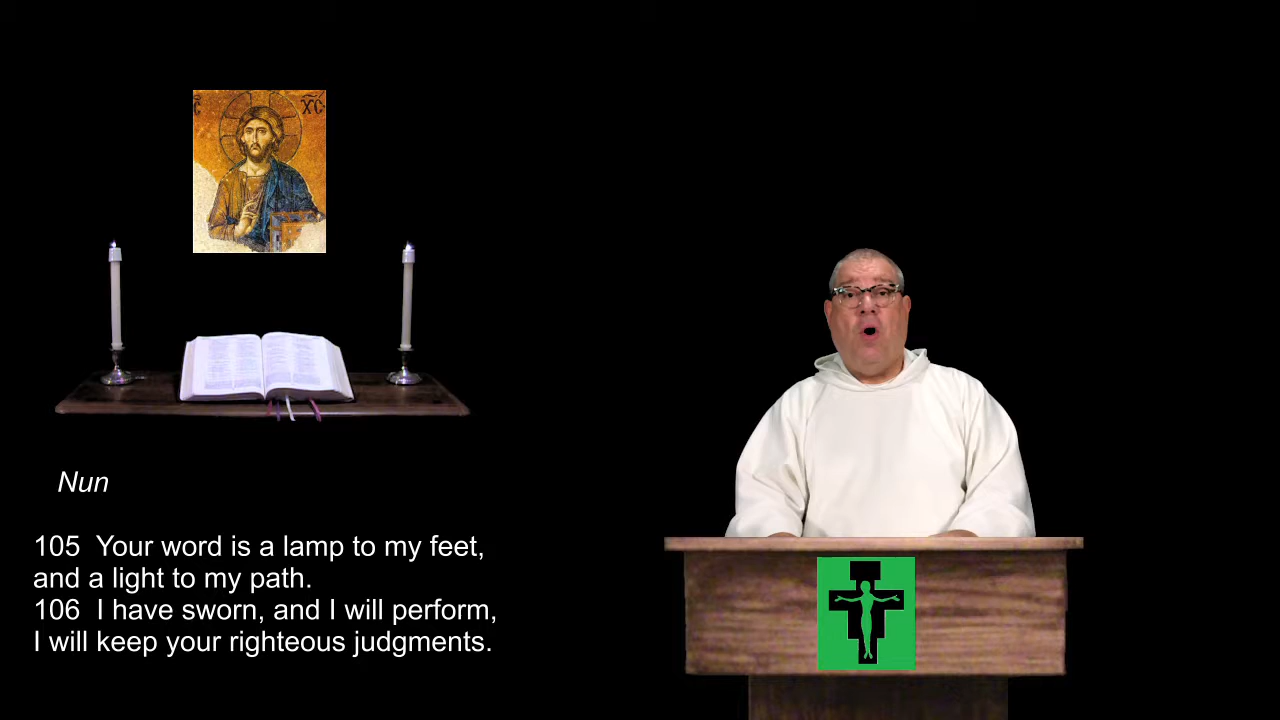 XC
Nun
105 Your word is a lamp to my feet,
and a light to my path.
106 I have sworn, and I will perform,
I will keep your righteous judgments.